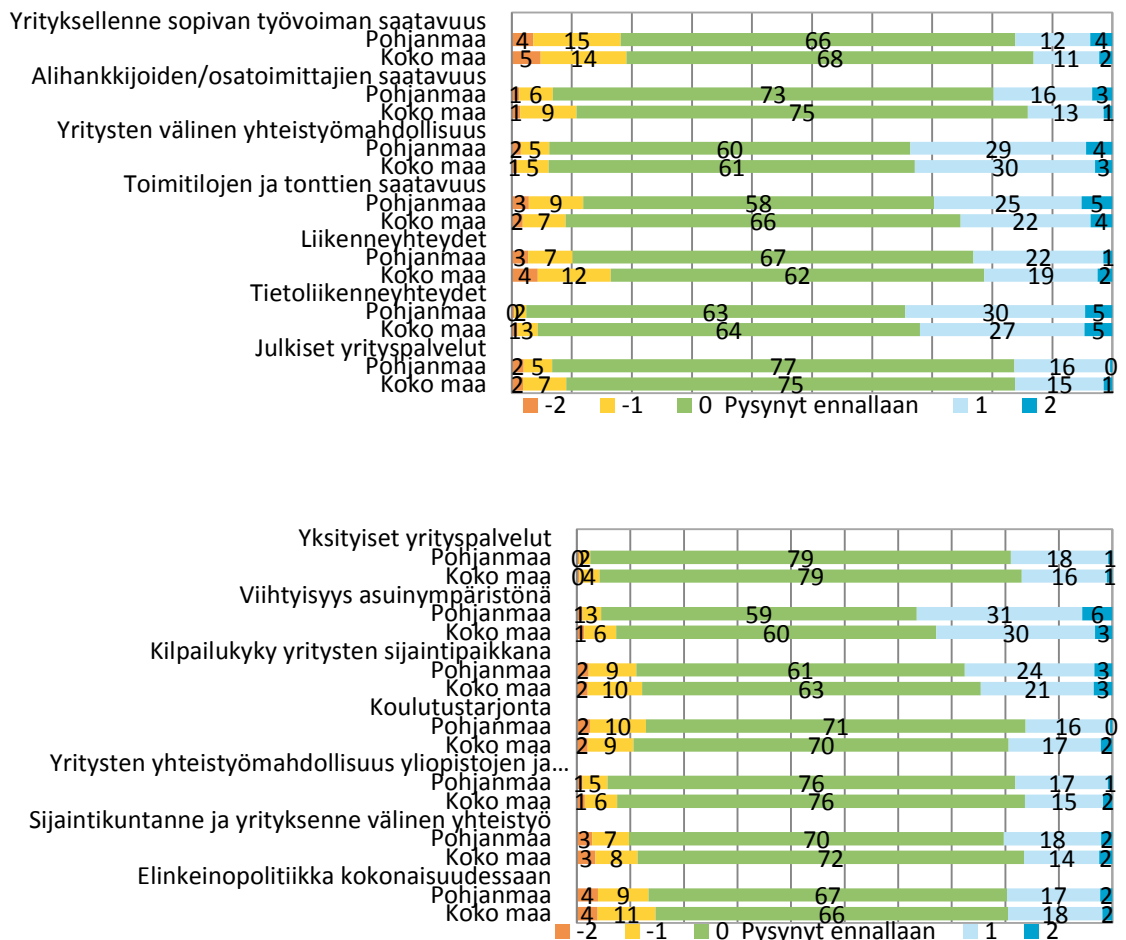 Yrityksellenne sopivan työvoiman saatavuus
Pohjanmaa 4 15 66 12 4
Koko maa 5 14 68 11 2
Alihankkijoiden/osatoimittajien saatavuus
Pohjanmaa 1 6 73 16 3
Koko maa 1 9 75 13 1
Yritysten välinen yhteistyömahdollisuus
Pohjanmaa 2 5 60 29 4
Koko maa 1 5 61 30 3
Toimitilojen ja tonttien saatavuus
Pohjanmaa 3 9 58 25 5
Koko maa 2 7 66 22 4
Liikenneyhteydet
Pohjanmaa 3 7 67 22 1
Koko maa 4 12 62 19 2
Tietoliikenneyhteydet
Pohjanmaa 0 2 63 30 5
Koko maa 1 3 64 27 5
Julkiset yrityspalvelut
Pohjanmaa 2 5 77 16 0
Koko maa 2 7 75 15 1
-2 -1 0 Pysynyt ennallaan 1 2
Yksityiset yrityspalvelut
Pohjanmaa 0 2 79 18 1
Koko maa 0 4 79 16 1
Viihtyisyys asuinympäristönä
Pohjanmaa 1 3 59 31 6
Koko maa 1 6 60 30 3
Kilpailukyky yritysten sijaintipaikkana
Pohjanmaa 2 9 61 24 3
Koko maa 2 10 63 21 3
Koulutustarjonta
Pohjanmaa 2 10 71 16 0
Koko maa 2 9 70 17 2
Yritysten yhteistyömahdollisuus yliopistojen ja...
Pohjanmaa 1 5 76 17 1
Koko maa 1 6 76 15 2
Sijaintikuntanne ja yrityksenne välinen yhteistyö
Pohjanmaa 3 7 70 18 2
Koko maa 3 8 72 14 2
Elinkeinopolitiikka kokonaisuudessaan
Pohjanmaa 4 9 67 17 2
Koko maa 4 11 66 18 2
-2 -1 0 Pysynyt ennallaan 1 2